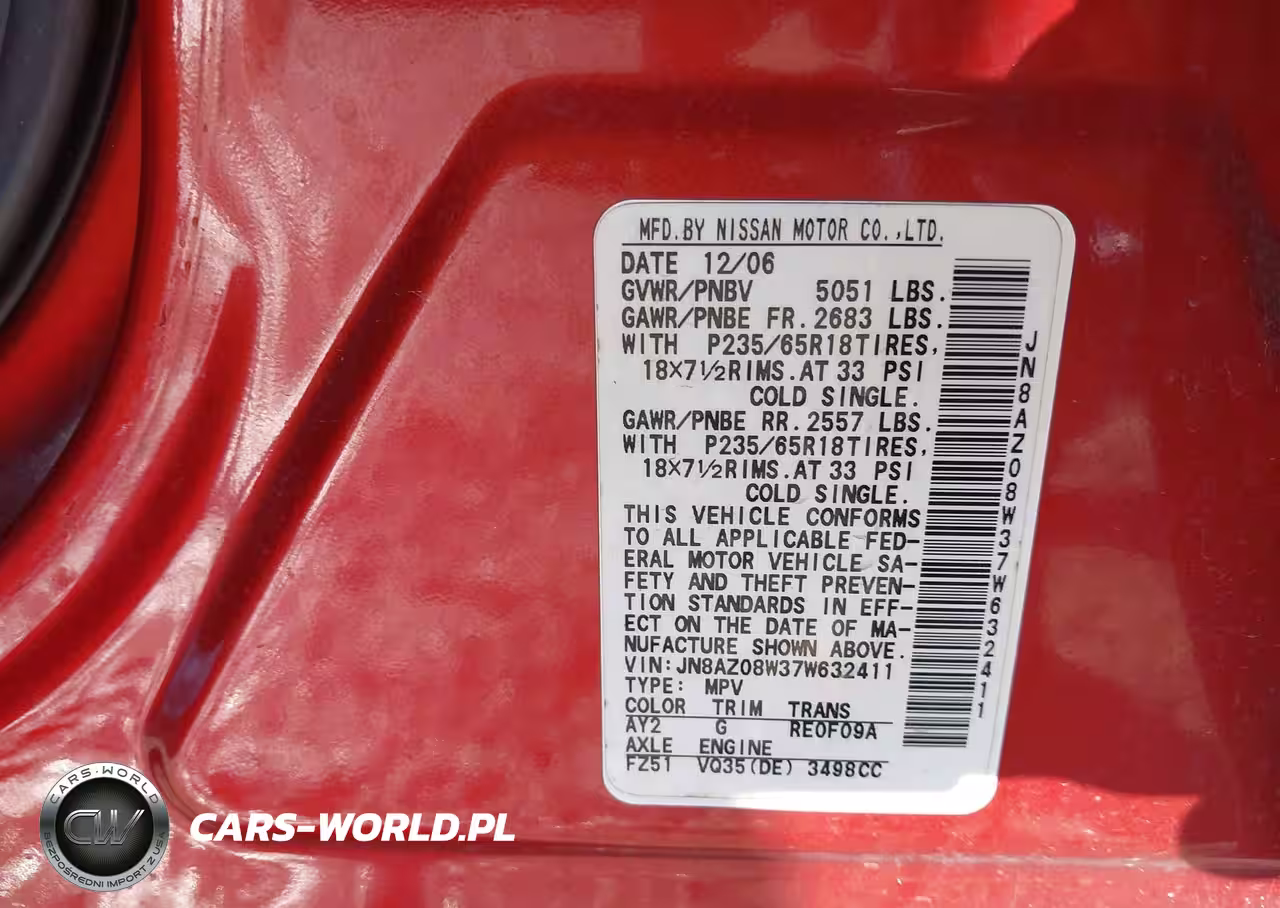 MFD.BY NISSAN MOTOR CO.,LTD.
DATE 12/06
GVWR/PNBV 5051 LBS.
GAWR/PNBE FR.2683 LBS.
WITH P235/65R18TIRES,
18X7½RIMS.AT 33 PSI
COLD SINGLE.
GAWR/PNBE RR.2557 LBS.
WITH P235/65R18TIRES,
18X7½RIMS.AT 33 PSI
COLD SINGLE.
THIS VEHICLE CONFORMS
TO ALL APPLICABLE FED-
ERAL MOTOR VEHICLE SA-
FETY AND THEFT PREVEN-
TION STANDARDS IN EFF-
ECT ON THE DATE OF MA-
NUFACTURE SHOWN ABOVE.
VIN:JN8AZ08W37W632411
TYPE: MPV
COLOR TRIM TRANS
AY2 G RE0F09A
AXLE ENGINE
FZ51 VQ35(DE) 3498CC
JN8AZ08W37W632411
CARS-WORLD
CW
BEZPOŚREDNI IMPORT Z USA
CARS-WORLD.PL